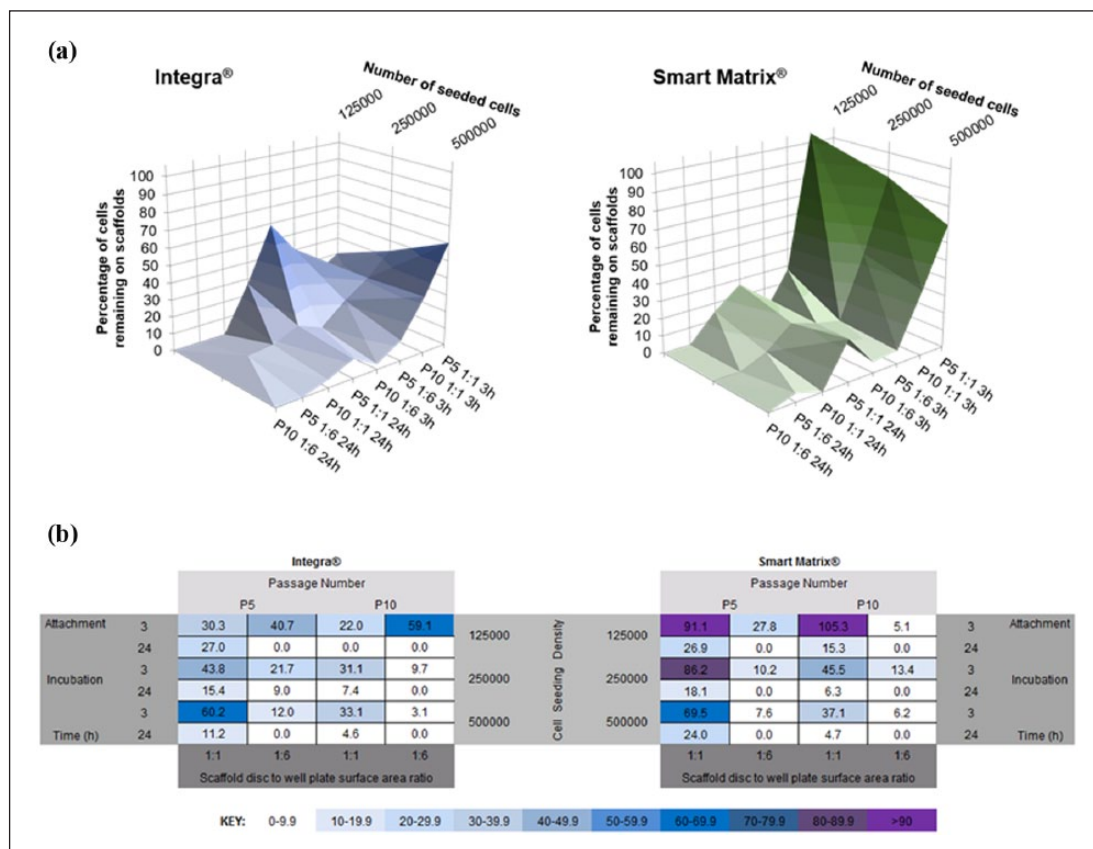 (a)
Integra®
Number of seeded cells
125000
250000
500000
Percentage of cells
remaining on scaffolds
100
90
80
70
60
50
40
30
20
10
0
P5 1:1 3h
P10 1:1 3h
P5 1:6 3h
P10 1:6 3h
P5 1:1 24h
P10 1:1 24h
P5 1:6 24h
P10 1:6 24h
Smart Matrix®
Number of seeded cells
125000
250000
500000
Percentage of cells
remaining on scaffolds
100
90
80
70
60
50
40
30
20
10
0
P5 1:1 3h
P10 1:1 3h
P5 1:6 3h
P10 1:6 3h
P5 1:1 24h
P10 1:1 24h
P5 1:6 24h
P10 1:6 24h
(b)
Integra® Smart Matrix®
Passage Number Passage Number
P5 P10 P5 P10
Attachment 3 30.3 40.7 22.0 59.1 125000 125000 91.1 27.8 105.3 5.1 3 Attachment
24 27.0 0.0 0.0 0.0 26.9 0.0 15.3 0.0 24
Incubation 3 43.8 21.7 31.1 9.7 250000 Cell Seeding Density 250000 86.2 10.2 45.5 13.4 3 Incubation
24 15.4 9.0 7.4 0.0 18.1 0.0 6.3 0.0 24
3 60.2 12.0 33.1 3.1 500000 500000 69.5 7.6 37.1 6.2 3
Time (h) 24 11.2 0.0 4.6 0.0 24.0 0.0 4.7 0.0 24 Time (h)
1:1 1:6 1:1 1:6 1:1 1:6 1:1 1:6
Scaffold disc to well plate surface area ratio Scaffold disc to well plate surface area ratio
KEY: 0-9.9 10-19.9 20-29.9 30-39.9 40-49.9 50-59.9 60-69.9 70-79.9 80-89.9 >90